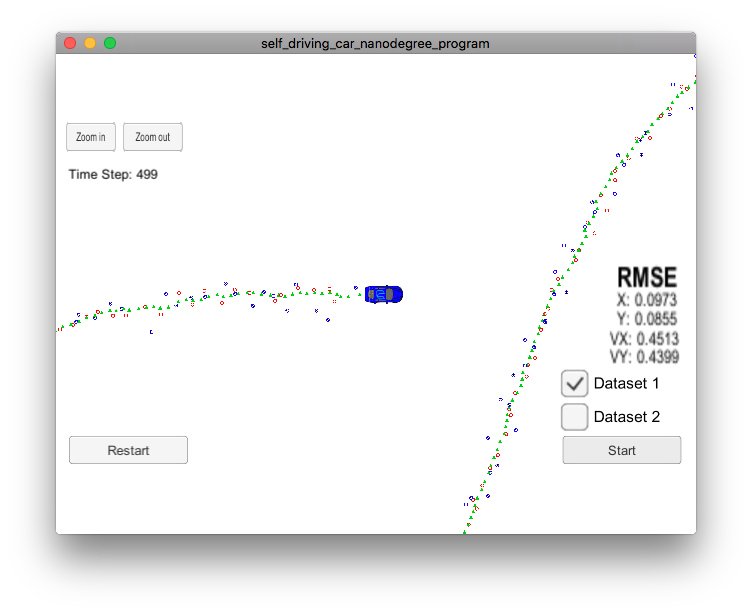 self_driving_car_nanodegree_program
Zoom in
Zoom out
Time Step: 499
RMSE
X: 0.0973
Y: 0.0855
VX: 0.4513
VY: 0.4399
Dataset 1
Dataset 2
Restart
Start